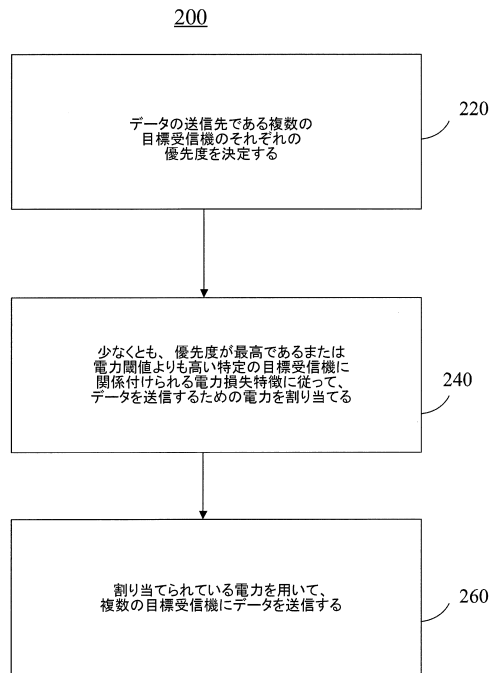 200
データの送信先である複数の
目標受信機のそれぞれの
優先度を決定する
220
少なくとも、優先度が最高であるまたは
電力閾値よりも高い特定の目標受信機に
関係付けられる電力損失特徴に従って、
データを送信するための電力を割り当てる
240
割り当てられている電力を用いて、
複数の目標受信機にデータを送信する
260